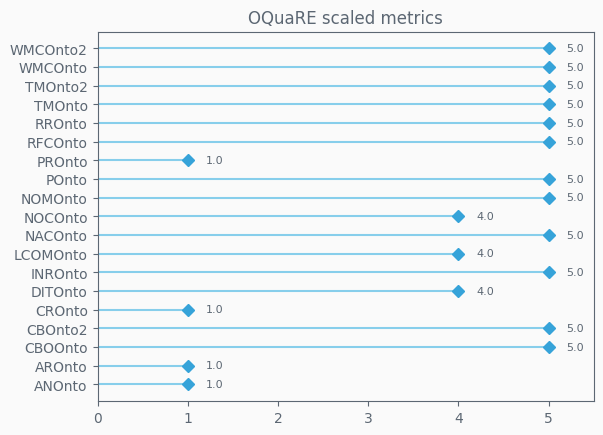 OQuaRE scaled metrics
WMCOnto2 5.0
WMCOnto 5.0
TMOnto2 5.0
TMOnto 5.0
RROnto 5.0
RFCOnto 5.0
PROnto 1.0
POnto 5.0
NOMOnto 5.0
NOCOnto 4.0
NACOnto 5.0
LCOMOnto 4.0
INROnto 5.0
DITOnto 4.0
CROnto 1.0
CBOnto2 5.0
CBOOnto 5.0
AROnto 1.0
ANOnto 1.0
0 1 2 3 4 5